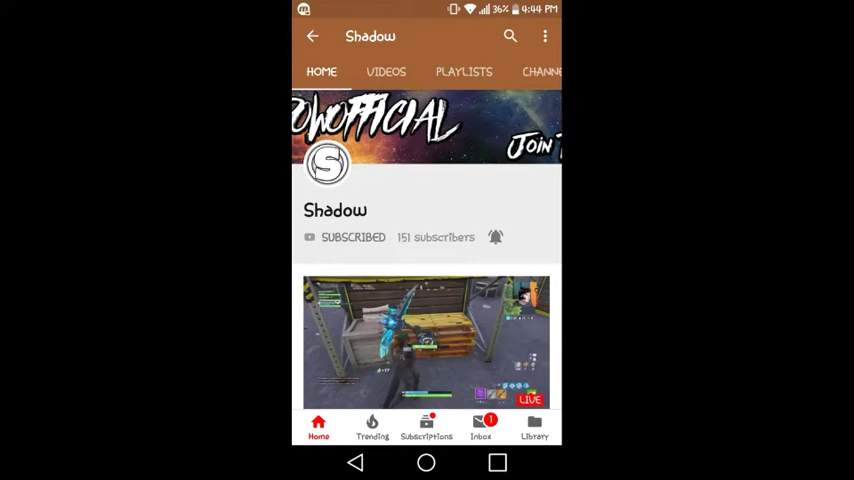 36% 4:44 PM
Shadow
HOME VIDEOS PLAYLISTS CHANNE
OWOFFICIAL
JOIN
S
Shadow
SUBSCRIBED 151 subscribers
LIVE
1
Home Trending Subscriptions Inbox Library